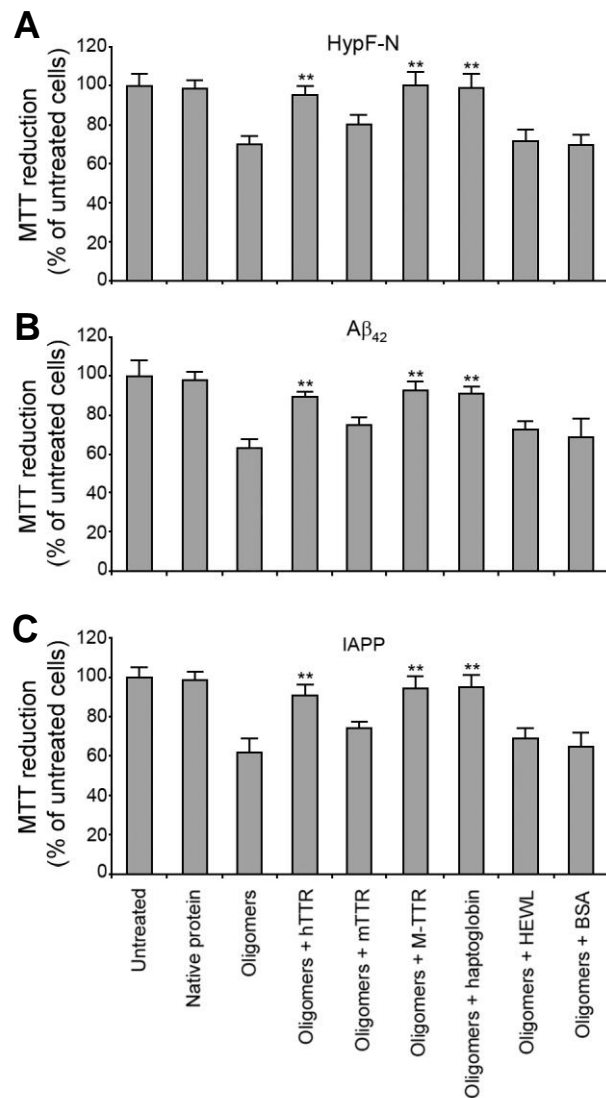 A
HypF-N
MTT reduction
(% of untreated cells)
120
100
80
60
40
20
0
** ** **
B
Aβ42
MTT reduction
(% of untreated cells)
120
100
80
60
40
20
0
** ** **
C
IAPP
MTT reduction
(% of untreated cells)
120
100
80
60
40
20
0
** ** **
Untreated
Native protein
Oligomers
Oligomers + hTTR
Oligomers + mTTR
Oligomers + M-TTR
Oligomers + haptoglobin
Oligomers + HEWL
Oligomers + BSA